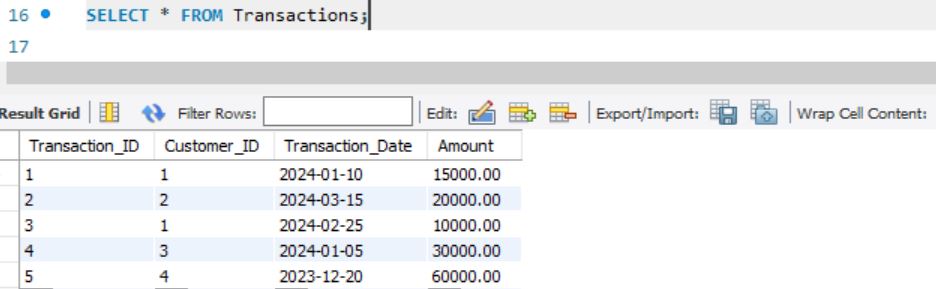 16 SELECT * FROM Transactions;
17
Result Grid Filter Rows: Edit: Export/Import: Wrap Cell Content:
Transaction_ID Customer_ID Transaction_Date Amount
1 1 2024-01-10 15000.00
2 2 2024-03-15 20000.00
3 1 2024-02-25 10000.00
4 3 2024-01-05 30000.00
5 4 2023-12-20 60000.00